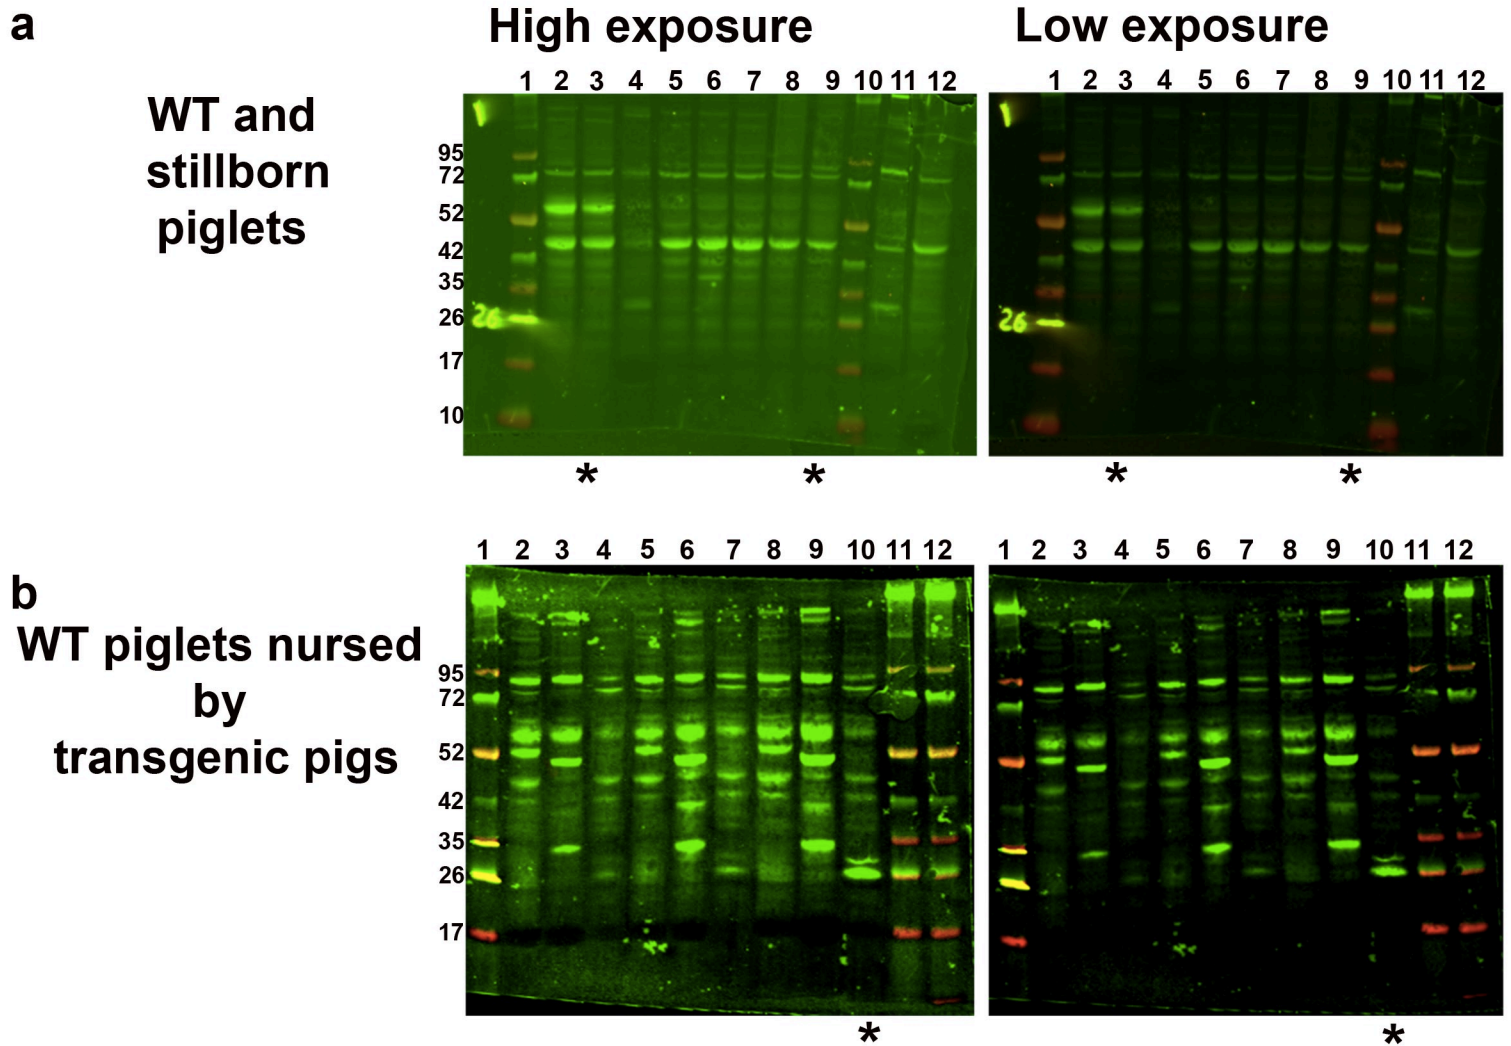 a
High exposure
Low exposure
WT and
stillborn
piglets
1 2 3 4 5 6 7 8 9 10 11 12
1 2 3 4 5 6 7 8 9 10 11 12
95
72
52
42
35
26
17
10
26
26
* *
* *
b
WT piglets nursed
by
transgenic pigs
1 2 3 4 5 6 7 8 9 10 11 12
1 2 3 4 5 6 7 8 9 10 11 12
95
72
52
42
35
26
17
*
*